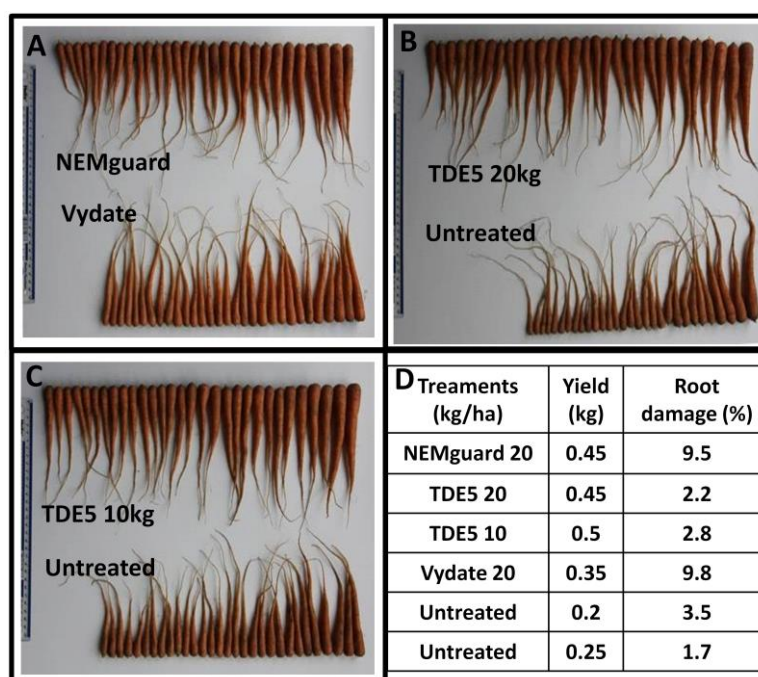 A
NEMguard
Vydate
B
TDE5 20kg
Untreated
C
TDE5 10kg
Untreated
D
Treaments (kg/ha) Yield (kg) Root damage (%)
NEMguard 20 0.45 9.5
TDE5 20 0.45 2.2
TDE5 10 0.5 2.8
Vydate 20 0.35 9.8
Untreated 0.2 3.5
Untreated 0.25 1.7